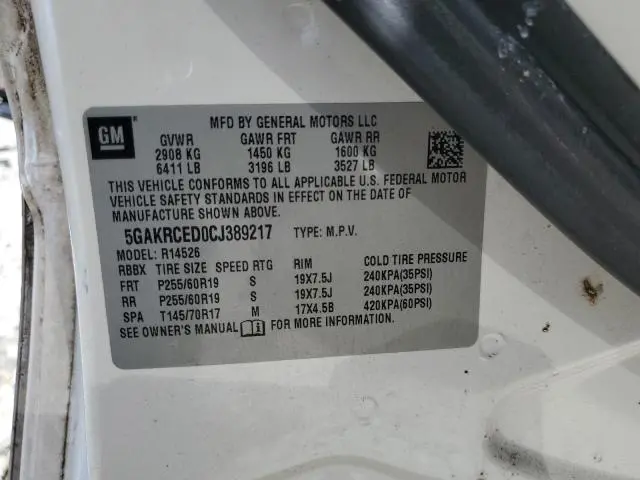 GM
MFD BY GENERAL MOTORS LLC
GVWR GAWR FRT GAWR RR
2908 KG 1450 KG 1600 KG
6411 LB 3196 LB 3527 LB
THIS VEHICLE CONFORMS TO ALL APPLICABLE U.S. FEDERAL MOTOR
VEHICLE SAFETY STANDARDS IN EFFECT ON THE DATE OF
MANUFACTURE SHOWN ABOVE.
5GAKRCED0CJ389217 TYPE: M.P.V.
MODEL: R14526
RBBX TIRE SIZE SPEED RTG RIM COLD TIRE PRESSURE
FRT P255/60R19 S 19X7.5J 240KPA(35PSI)
RR P255/60R19 S 19X7.5J 240KPA(35PSI)
SPA T145/70R17 M 17X4.5B 420KPA(60PSI)
SEE OWNER'S MANUAL FOR MORE INFORMATION.